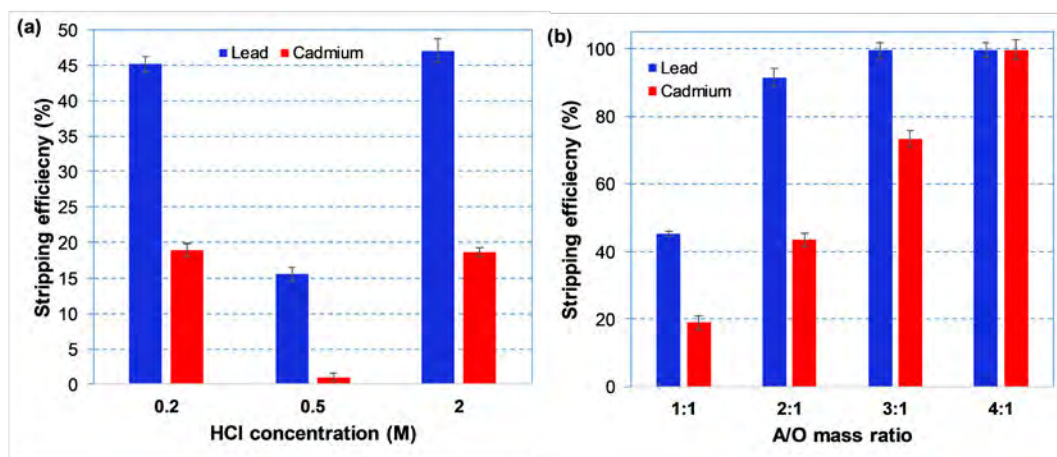 (a)
Lead Cadmium
Stripping efficiecny (%)
50
45
40
35
30
25
20
15
10
5
0
0.2 0.5 2
HCl concentration (M)
(b)
Lead
Cadmium
Stripping efficiecny (%)
100
80
60
40
20
0
1:1 2:1 3:1 4:1
A/O mass ratio